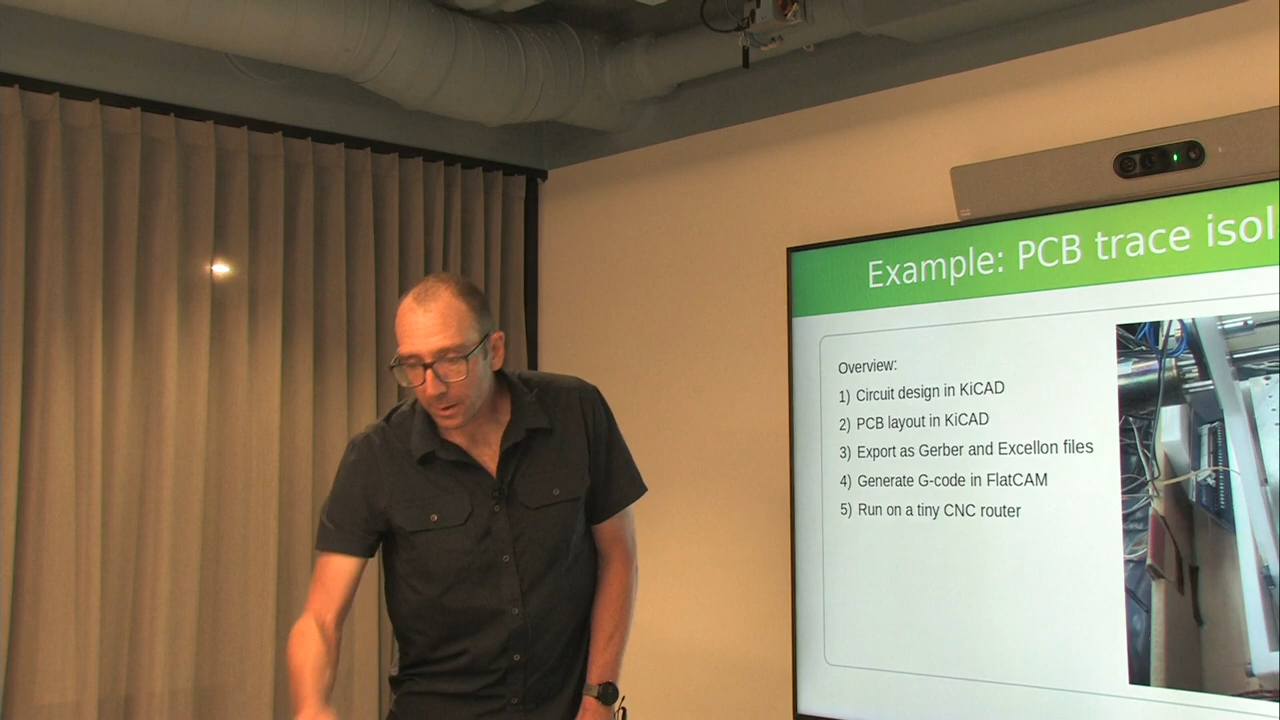 Example: PCB trace isol
Overview:
1) Circuit design in KiCAD
2) PCB layout in KiCAD
3) Export as Gerber and Excellon files
4) Generate G-code in FlatCAM
5) Run on a tiny CNC router